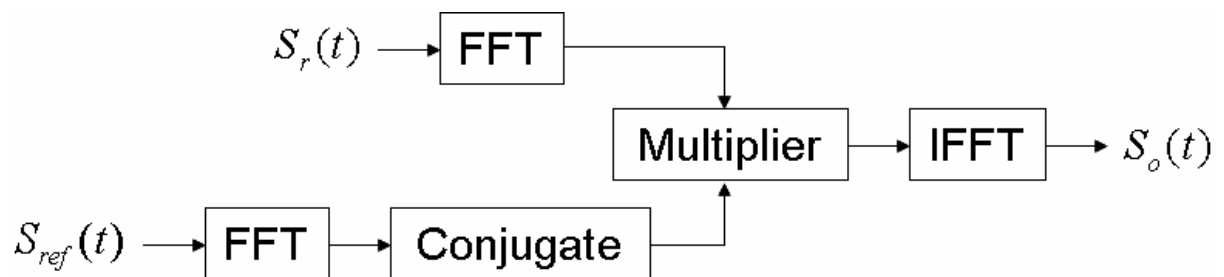 S_r(t) FFT
Multiplier IFFT S_o(t)
S_ref(t) FFT Conjugate